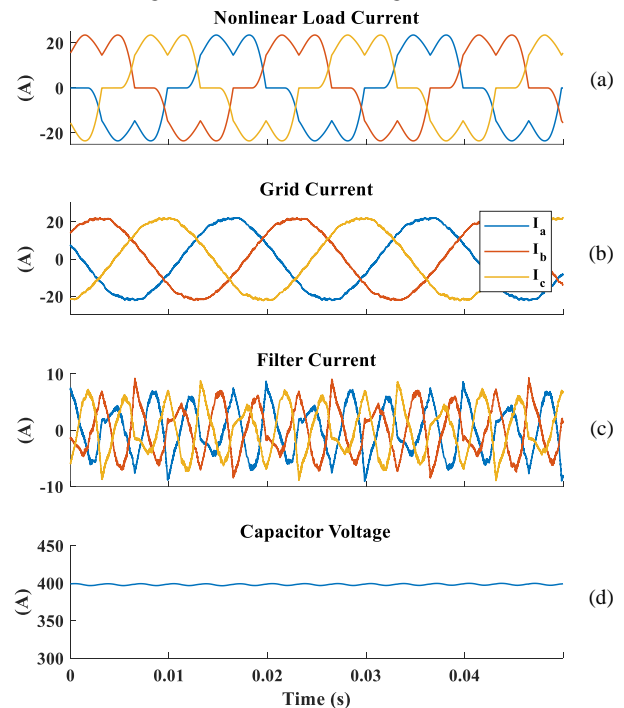 Nonlinear Load Current
20
0
-20
(A)
(a)
Grid Current
20
0
-20
(A)
I_a
I_b
I_c
(b)
Filter Current
10
0
-10
(A)
(c)
Capacitor Voltage
450
400
350
300
(A)
(d)
0 0.01 0.02 0.03 0.04
Time (s)